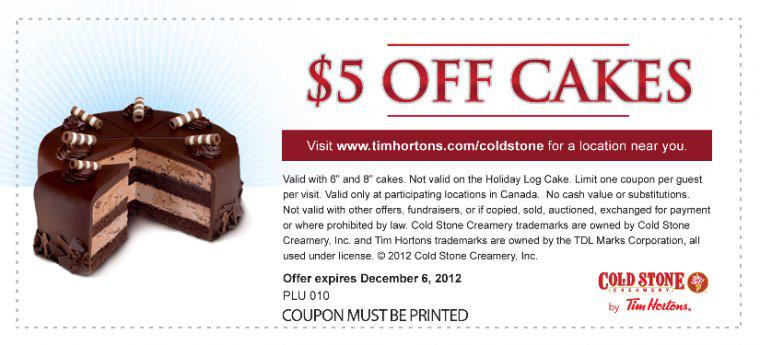 $5 OFF CAKES
Visit www.timhortons.com/coldstone for a location near you.
Valid with 6" and 8" cakes. Not valid on the Holiday Log Cake. Limit one coupon per guest
per visit. Valid only at participating locations in Canada. No cash value or substitutions.
Not valid with other offers, fundraisers, or if copied, sold, auctioned, exchanged for payment
or where prohibited by law. Cold Stone Creamery trademarks are owned by Cold Stone
Creamery, Inc. and Tim Hortons trademarks are owned by the TDL Marks Corporation, all
used under license. © 2012 Cold Stone Creamery, Inc.
Offer expires December 6, 2012
PLU 010
COUPON MUST BE PRINTED
COLD STONE
CREAMERY
by Tim Hortons.